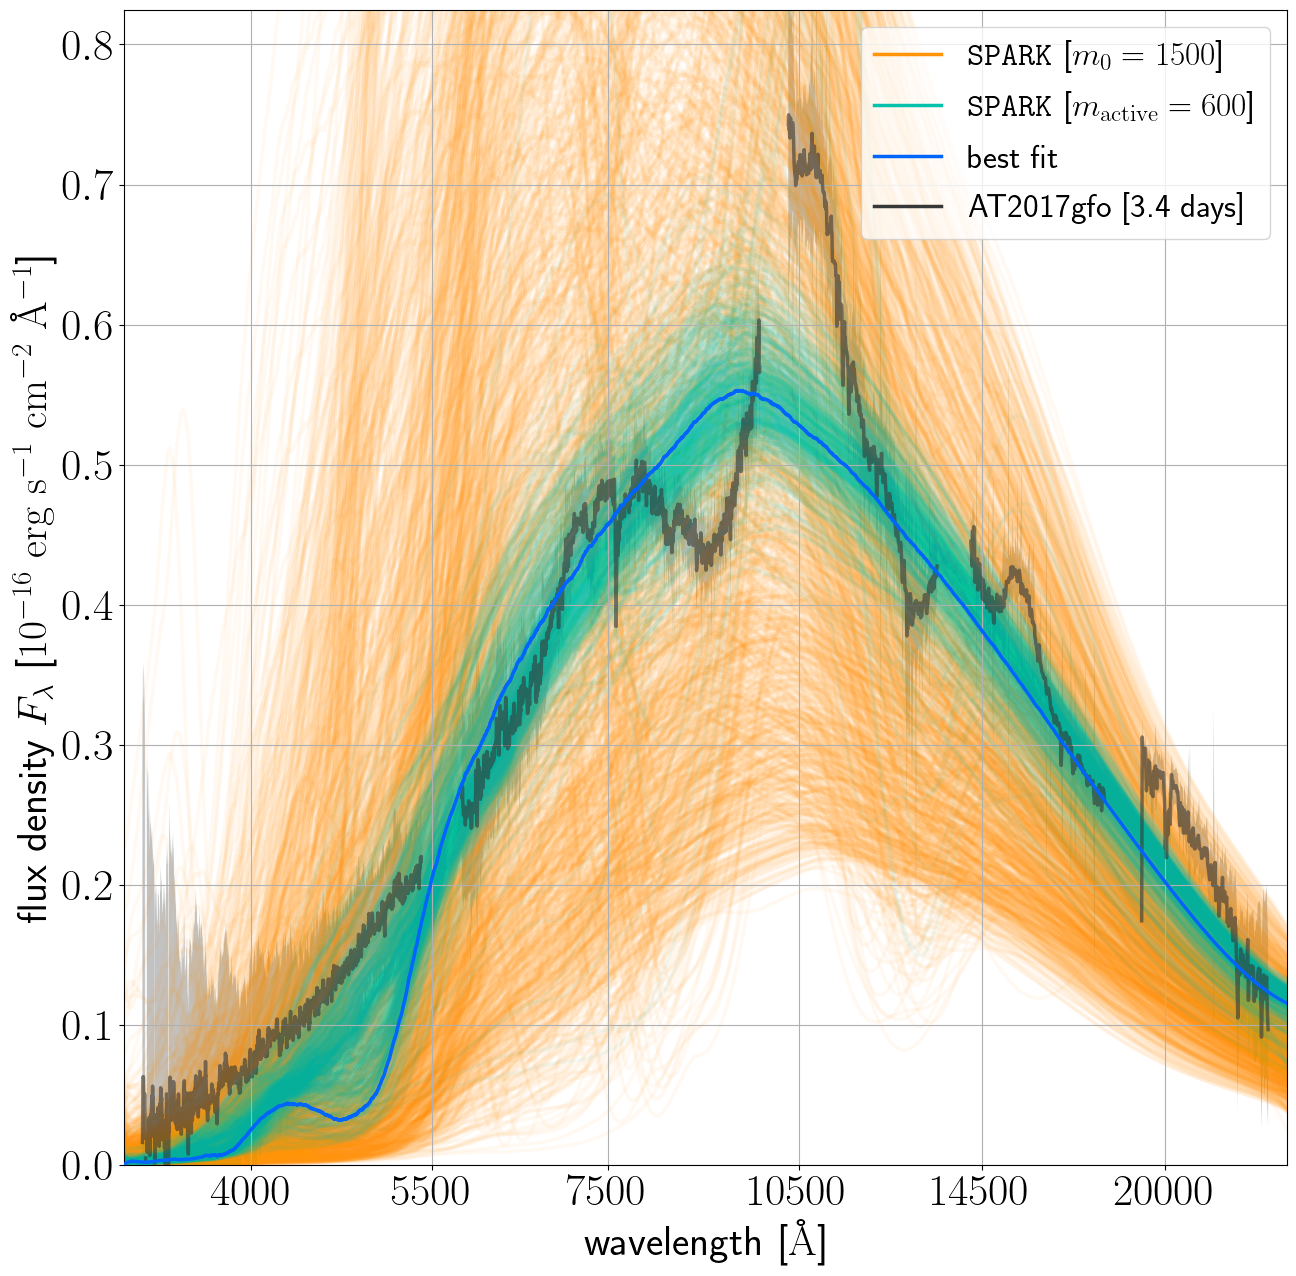 SPARK [m₀ = 1500]
SPARK [m_active = 600]
best fit
AT2017gfo [3.4 days]
0.8
0.7
0.6
0.5
0.4
0.3
0.2
0.1
0.0
flux density F_λ [10⁻¹⁶ erg s⁻¹ cm⁻² Å⁻¹]
4000 5500 7500 10500 14500 20000
wavelength [Å]